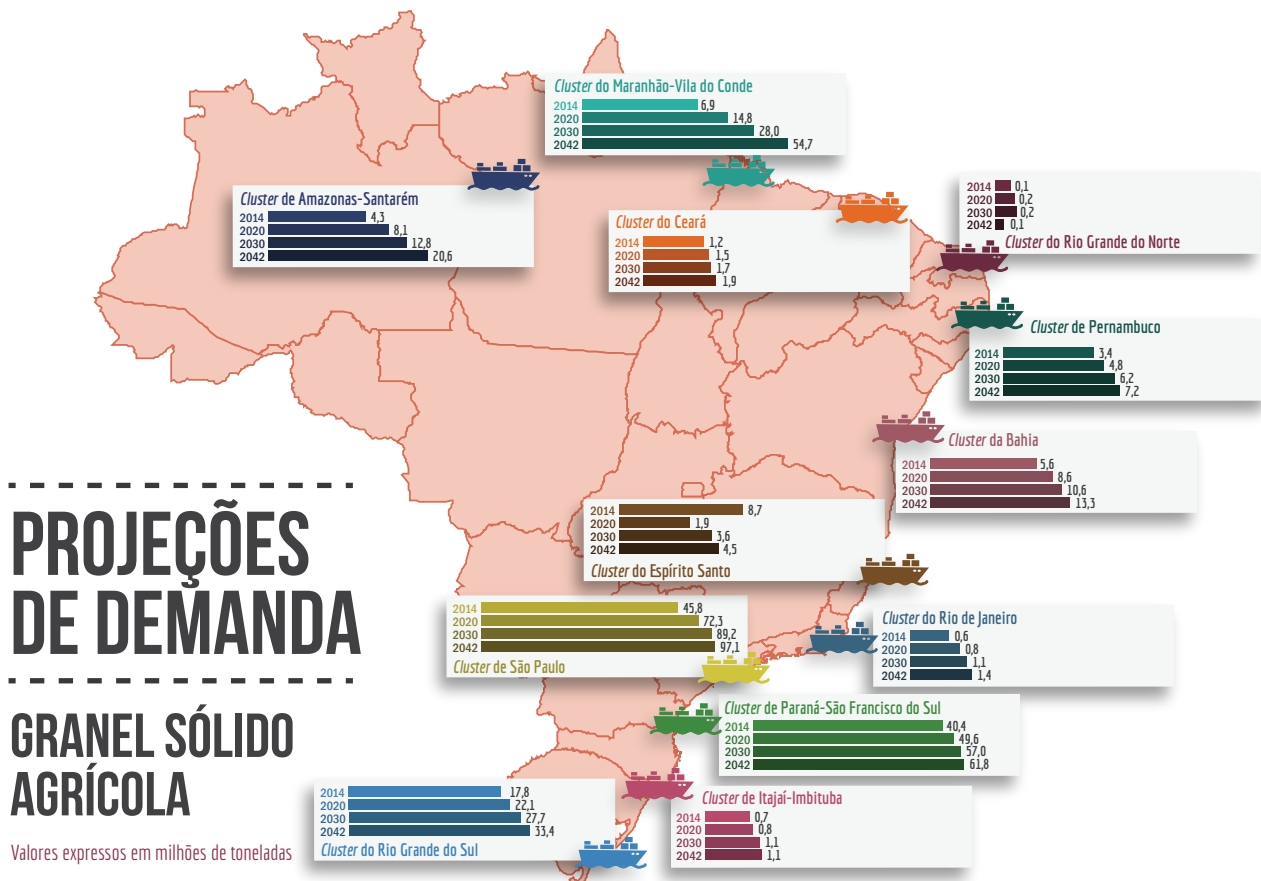 Cluster do Maranhão-Vila do Conde
2014 6,9
2020 14,8
2030 28,0
2042 54,7
Cluster de Amazonas-Santarém
2014 4,3
2020 8,1
2030 12,8
2042 20,6
Cluster do Ceará
2014 1,2
2020 1,5
2030 1,7
2042 1,9
2014 0,1
2020 0,2
2030 0,2
2042 0,1
Cluster do Rio Grande do Norte
Cluster de Pernambuco
2014 3,4
2020 4,8
2030 6,2
2042 7,2
Cluster da Bahia
2014 5,6
2020 8,6
2030 10,6
2042 13,3
2014 8,7
2020 1,9
2030 3,6
2042 4,5
Cluster do Espírito Santo
2014 45,8
2020 72,3
2030 89,2
2042 97,1
Cluster de São Paulo
Cluster do Rio de Janeiro
2014 0,6
2020 0,8
2030 1,1
2042 1,4
Cluster de Paraná-São Francisco do Sul
2014 40,4
2020 49,6
2030 57,0
2042 61,8
Cluster de Itajaí-Imbituba
2014 0,7
2020 0,8
2030 1,1
2042 1,1
2014 17,8
2020 22,1
2030 27,7
2042 33,4
Cluster do Rio Grande do Sul
PROJEÇÕES
DE DEMANDA
GRANEL SÓLIDO
AGRÍCOLA
Valores expressos em milhões de toneladas